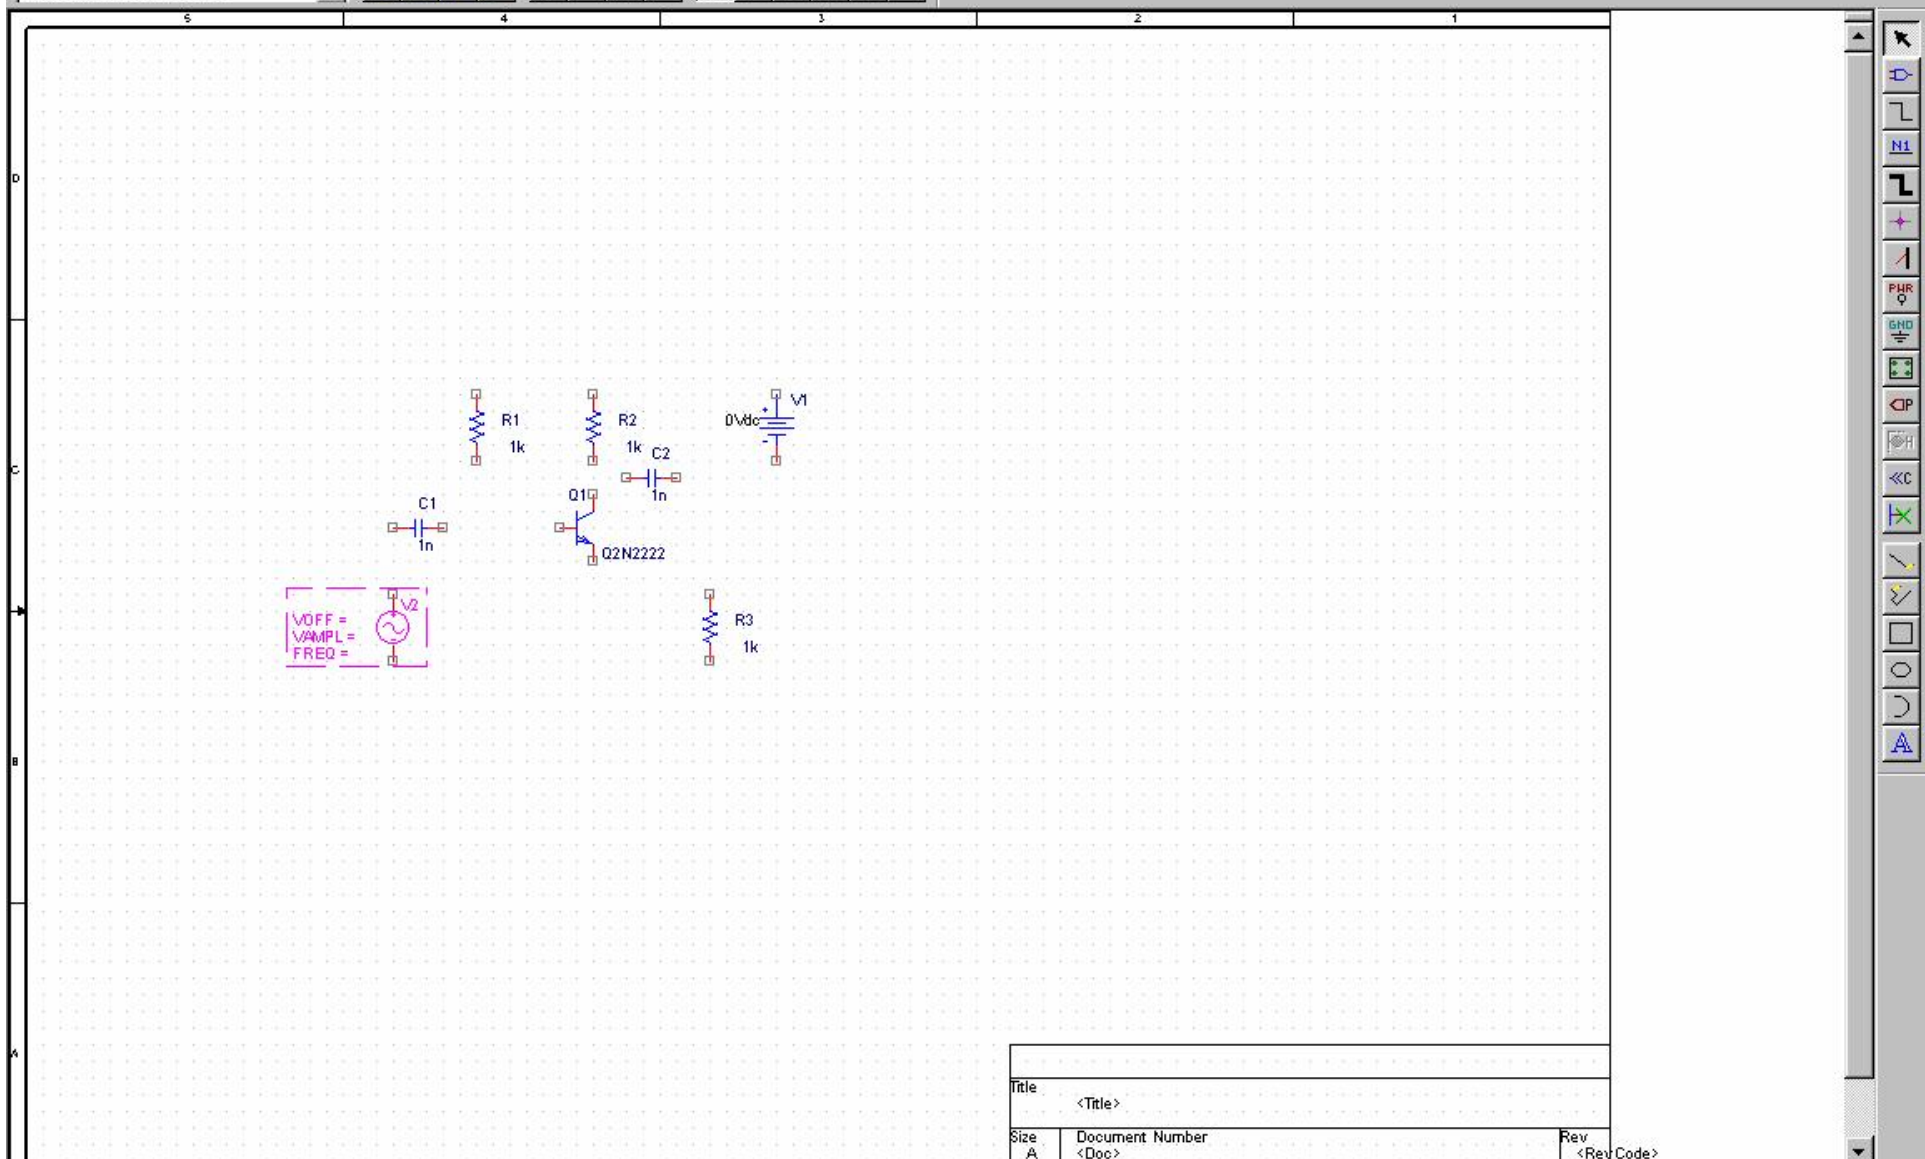 5 4 3 2 1
D
C
B
A
R1
1k
R2
1k
V1
0Vdc
C2
1n
C1
1n
Q1
Q2N2222
V2
VOFF =
VAMPL =
FREQ =
R3
1k
Title
<Title>
Size
A
Document Number
<Doc>
Rev
<RevCode>
N1
PWR
GND
P
H
C
A